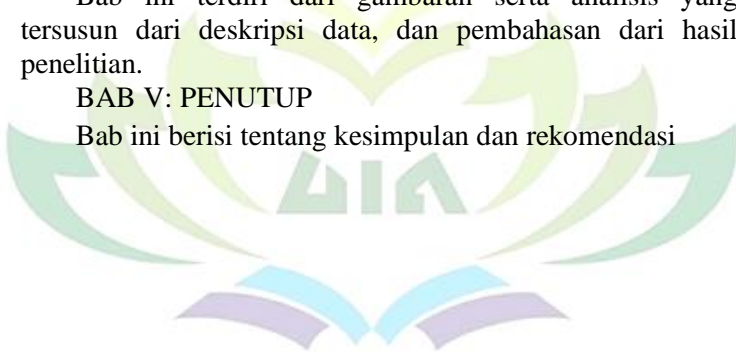 Bab ini terdiri dari gambaran serta analisis yang
tersusun dari deskripsi data, dan pembahasan dari hasil
penelitian.
BAB V: PENUTUP
Bab ini berisi tentang kesimpulan dan rekomendasi
UIN